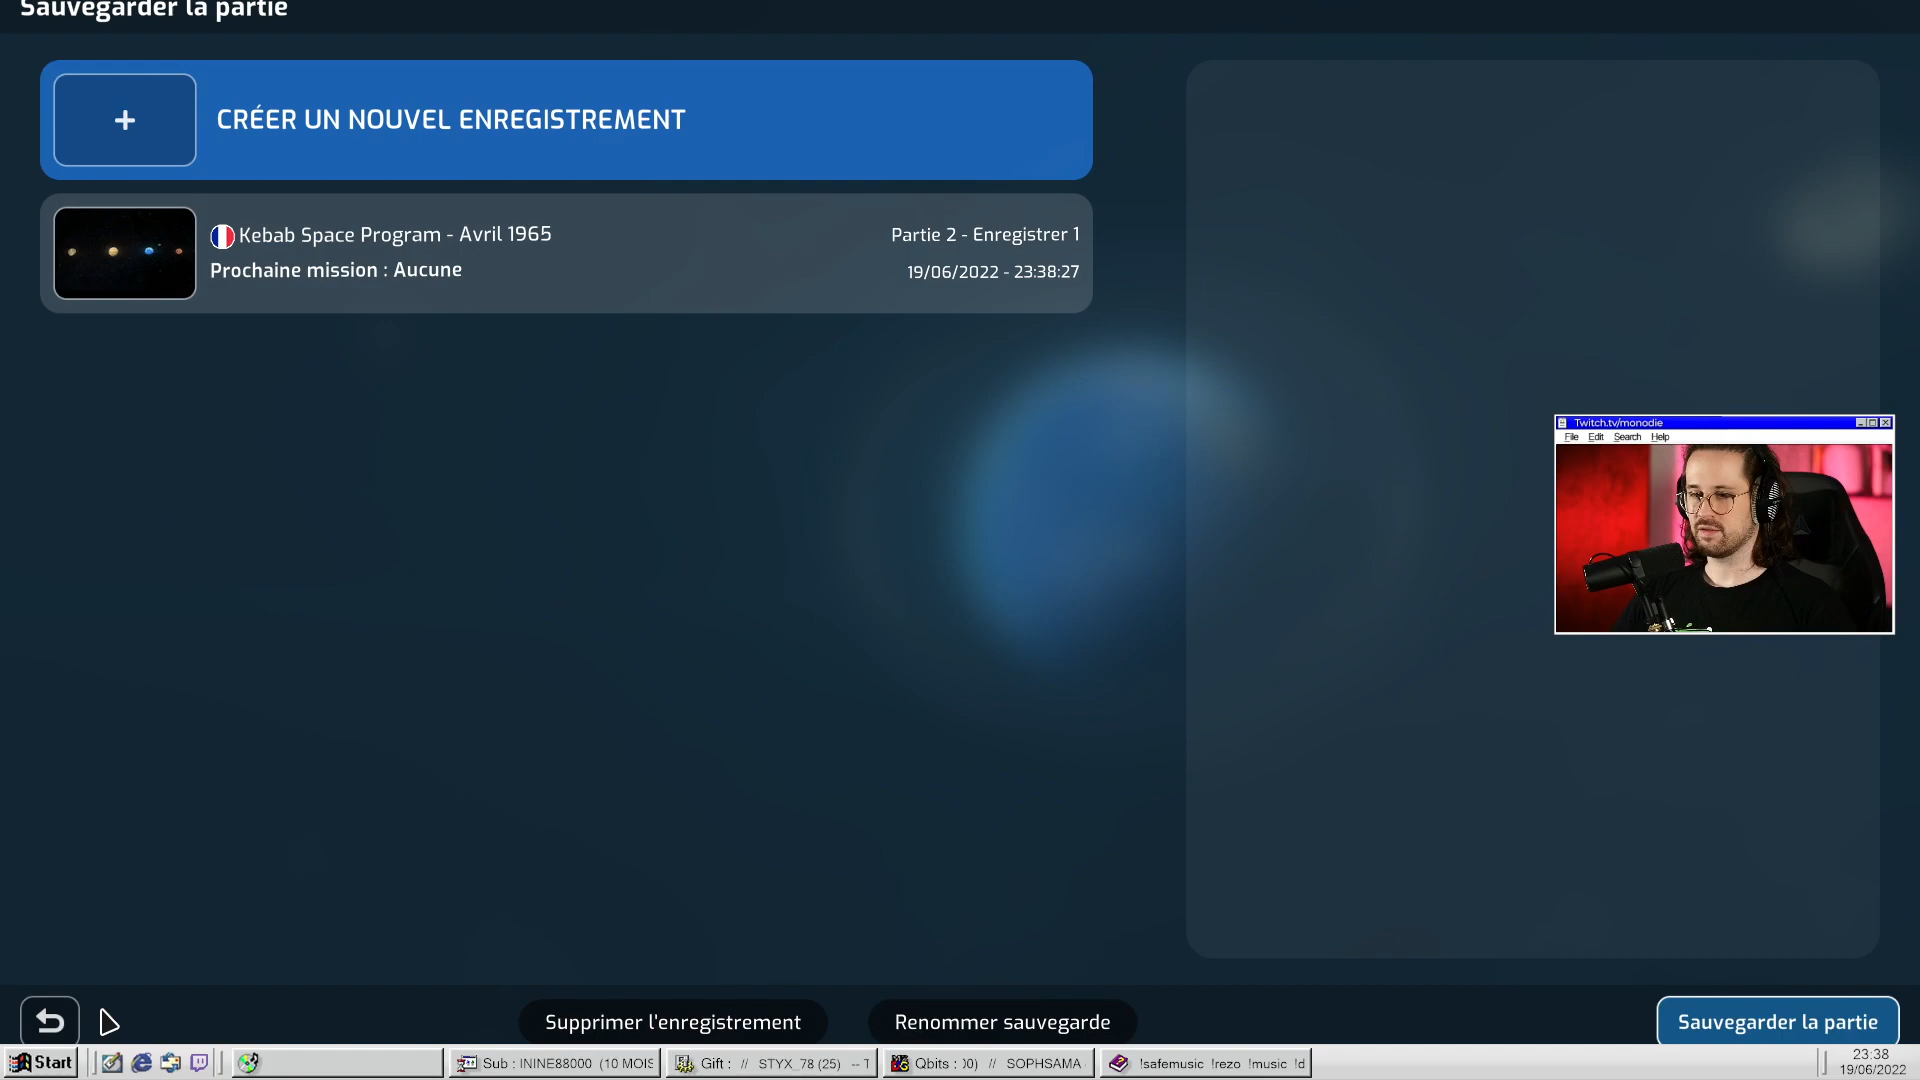 Sauvegarder la partie
+ CRÉER UN NOUVEL ENREGISTREMENT
Kebab Space Program - Avril 1965
Partie 2 - Enregistrer 1
Prochaine mission : Aucune
19/06/2022 - 23:38:27
Twitch.tv/monodie
File Edit Search Help
Supprimer l'enregistrement
Renommer sauvegarde
Sauvegarder la partie
Start
Sub : ININE88000 (10 MOIS
Gift : // STYX_78 (25) -- T
Qbits : )0) // SOPHSAMA
!safemusic !rezo !music !d
23:38
19/06/2022